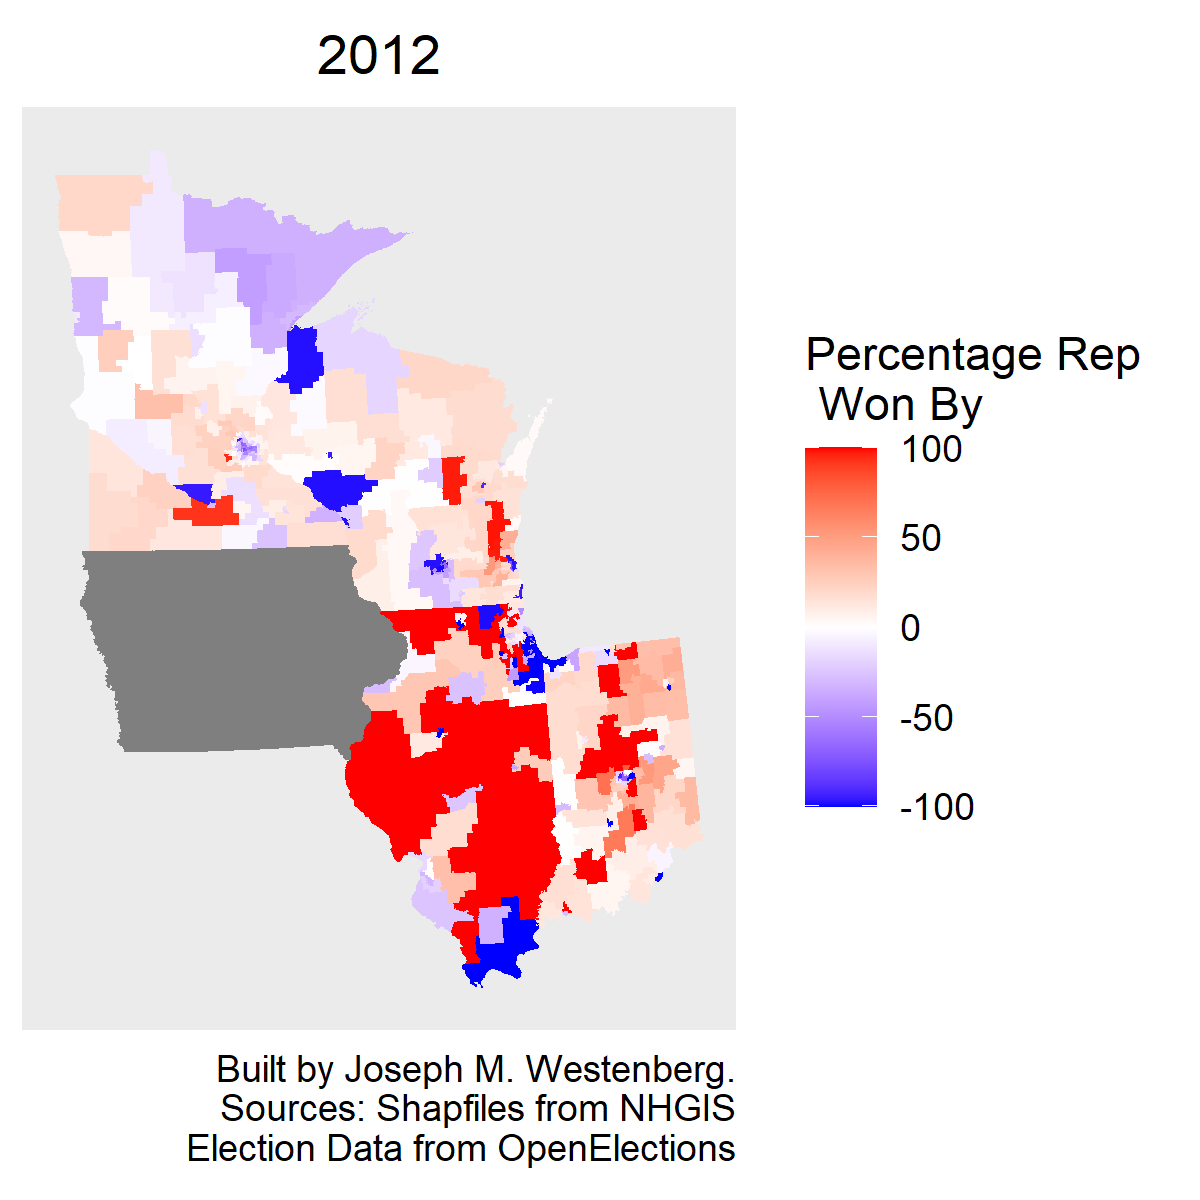 2012
Percentage Rep
Won By
100
50
0
-50
-100
Built by Joseph M. Westenberg.
Sources: Shapfiles from NHGIS
Election Data from OpenElections